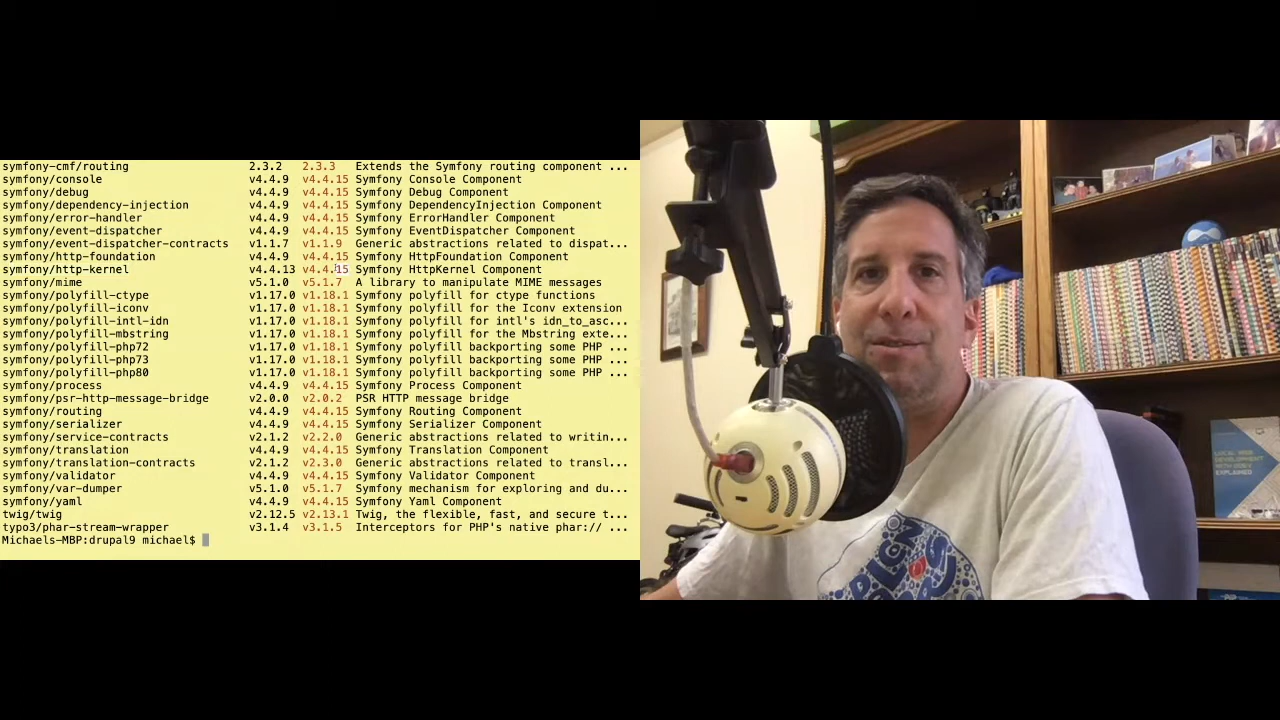 symfony-cmf/routing 2.3.2 2.3.3 Extends the Symfony routing component ...
symfony/console v4.4.9 v4.4.15 Symfony Console Component
symfony/debug v4.4.9 v4.4.15 Symfony Debug Component
symfony/dependency-injection v4.4.9 v4.4.15 Symfony DependencyInjection Component
symfony/error-handler v4.4.9 v4.4.15 Symfony ErrorHandler Component
symfony/event-dispatcher v4.4.9 v4.4.15 Symfony EventDispatcher Component
symfony/event-dispatcher-contracts v1.1.7 v1.1.9 Generic abstractions related to dispat...
symfony/http-foundation v4.4.9 v4.4.15 Symfony HttpFoundation Component
symfony/http-kernel v4.4.13 v4.4.15 Symfony HttpKernel Component
symfony/mime v5.1.0 v5.1.7 A library to manipulate MIME messages
symfony/polyfill-ctype v1.17.0 v1.18.1 Symfony polyfill for ctype functions
symfony/polyfill-iconv v1.17.0 v1.18.1 Symfony polyfill for the Iconv extension
symfony/polyfill-intl-idn v1.17.0 v1.18.1 Symfony polyfill for intl's idn_to_asc...
symfony/polyfill-mbstring v1.17.0 v1.18.1 Symfony polyfill for the Mbstring exte...
symfony/polyfill-php72 v1.17.0 v1.18.1 Symfony polyfill backporting some PHP ...
symfony/polyfill-php73 v1.17.0 v1.18.1 Symfony polyfill backporting some PHP ...
symfony/polyfill-php80 v1.17.0 v1.18.1 Symfony polyfill backporting some PHP ...
symfony/process v4.4.9 v4.4.15 Symfony Process Component
symfony/psr-http-message-bridge v2.0.0 v2.0.2 PSR HTTP message bridge
symfony/routing v4.4.9 v4.4.15 Symfony Routing Component
symfony/serializer v4.4.9 v4.4.15 Symfony Serializer Component
symfony/service-contracts v2.1.2 v2.2.0 Generic abstractions related to writin...
symfony/translation v4.4.9 v4.4.15 Symfony Translation Component
symfony/translation-contracts v2.1.2 v2.3.0 Generic abstractions related to transl...
symfony/validator v4.4.9 v4.4.15 Symfony Validator Component
symfony/var-dumper v5.1.0 v5.1.7 Symfony mechanism for exploring and du...
symfony/yaml v4.4.9 v4.4.15 Symfony Yaml Component
twig/twig v2.12.5 v2.13.1 Twig, the flexible, fast, and secure t...
typo3/phar-stream-wrapper v3.1.4 v3.1.5 Interceptors for PHP's native phar:// ...
Michaels-MBP:drupal9 michael$
LOCAL WEB
DEVELOPMENT
WITH DDEV
EXPLAINED